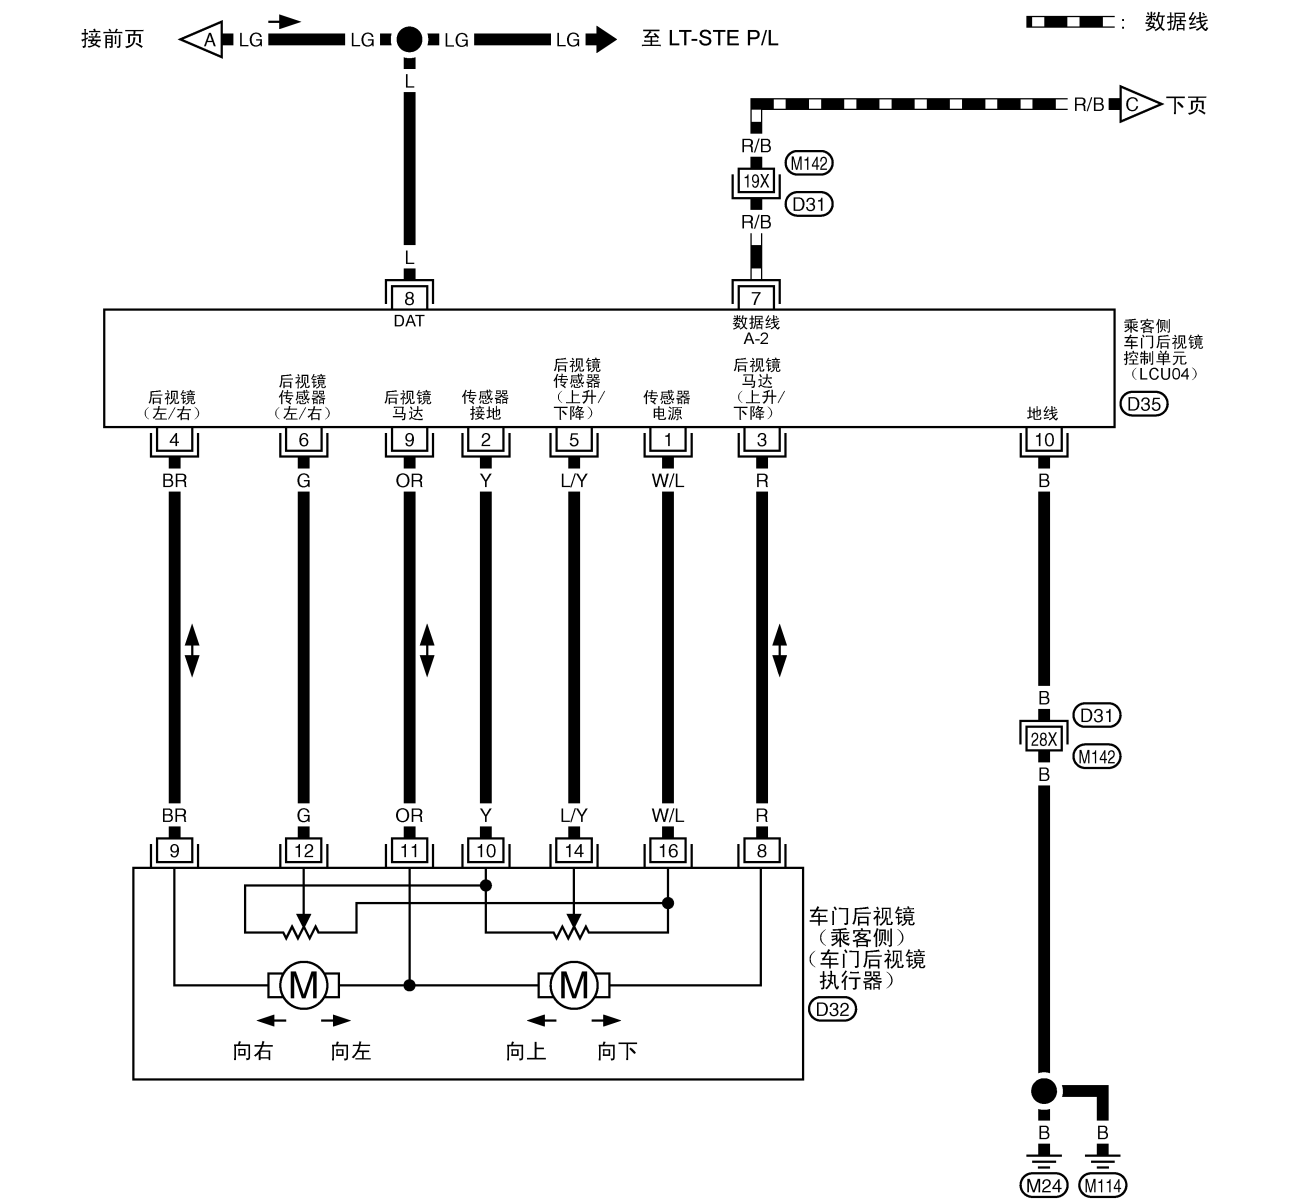 接前页 A LG LG LG LG 至 LT-STE P/L
: 数据线
L
R/B C 下页
R/B
M142
19X
D31
R/B
L
8 7
DAT 数据线
A-2
乘客侧
车门后视镜
控制单元
（LCU04）
D35
后视镜
（左/右）
后视镜
传感器
（左/右）
后视镜
马达
传感器
接地
后视镜
传感器
（上升/
下降）
传感器
电源
后视镜
马达
（上升/
下降）
地线
4 6 9 2 5 1 3 10
BR G OR Y L/Y W/L R B
B
D31
28X
M142
B
BR G OR Y L/Y W/L R
9 12 11 10 14 16 8
车门后视镜
（乘客侧）
（车门后视镜
执行器）
D32
M M
向右 向左 向上 向下
B B
M24 M114